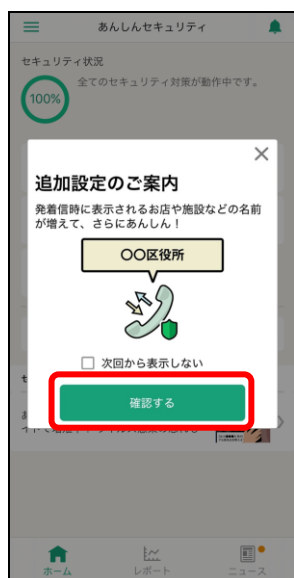 あんしんセキュリティ
セキュリティ状況
100%
全てのセキュリティ対策が動作中です。
追加設定のご案内
発着信時に表示されるお店や施設などの名前
が増えて、さらにあんしん！
〇〇区役所
次回から表示しない
確認する
ホーム
レポート
ニュース